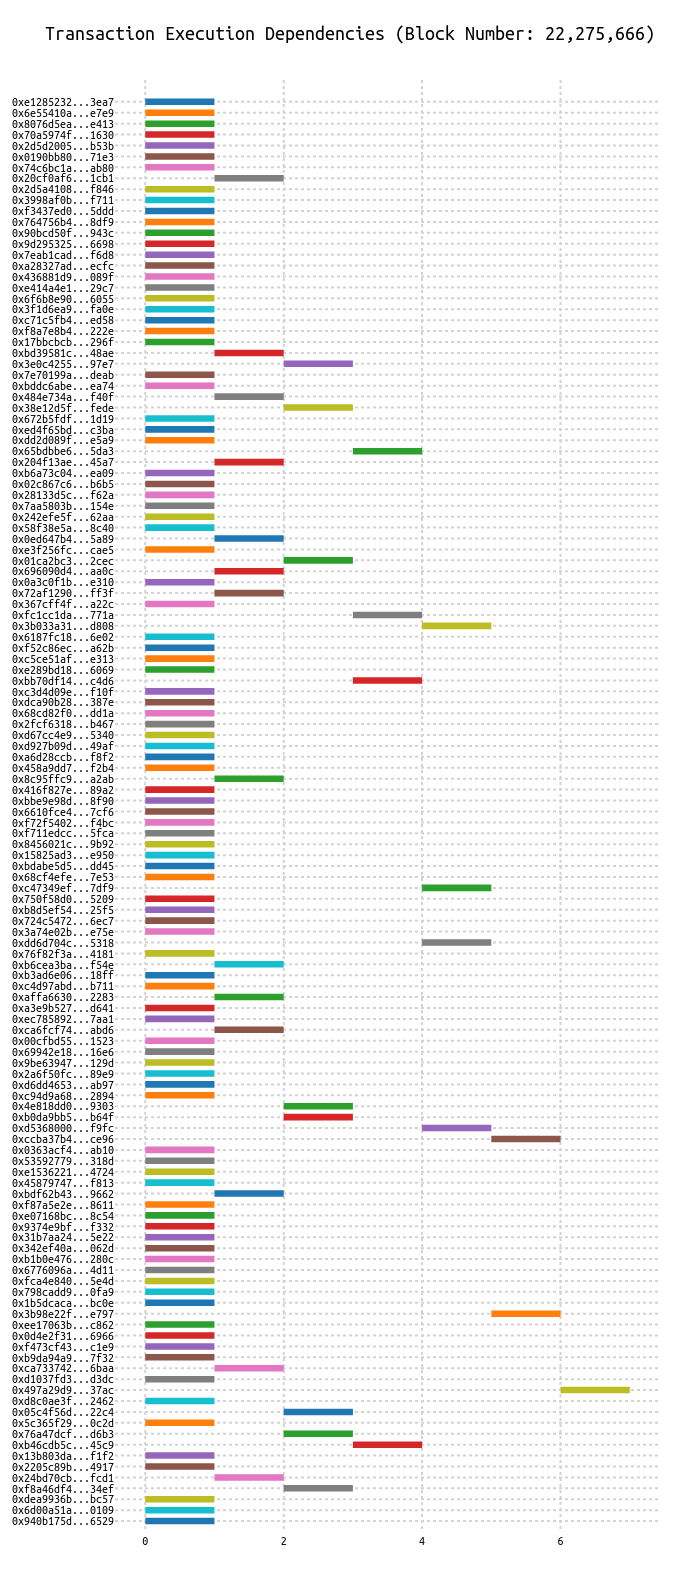 Transaction Execution Dependencies (Block Number: 22,275,666)
0xe1285232...3ea7
0x6e55410a...e7e9
0x8076d5ea...e413
0x70a5974f...1630
0x2d5d2005...b53b
0x0190bb80...71e3
0x74c6bc1a...ab80
0x20cf0af6...1cb1
0x2d5a4108...f846
0x3998af0b...f711
0xf3437ed0...5ddd
0x764756b4...8df9
0x90bcd50f...943c
0x9d295325...6698
0x7eab1cad...f6d8
0xa28327ad...ecfc
0x436881d9...089f
0xe414a4e1...29c7
0x6f6b8e90...6055
0x3f1d6ea9...fa0e
0xc71c5fb4...ed58
0xf8a7e8b4...222e
0x17bbcbcb...296f
0xbd39581c...48ae
0x3e0c4255...97e7
0x7e70199a...deab
0xbddc6abe...ea74
0x484e734a...f40f
0x38e12d5f...fede
0x672b5fdf...1d19
0xed4f65bd...c3ba
0xdd2d089f...e5a9
0x65bdbbe6...5da3
0x204f13ae...45a7
0xb6a73c04...ea09
0x02c867c6...b6b5
0x28133d5c...f62a
0x7aa5803b...154e
0x242efe5f...62aa
0x58f38e5a...8c40
0x0ed647b4...5a89
0xe3f256fc...cae5
0x01ca2bc3...2cec
0x696090d4...aa0c
0x0a3c0f1b...e310
0x72af1290...ff3f
0x367cff4f...a22c
0xfc1cc1da...771a
0x3b033a31...d808
0x6187fc18...6e02
0xf52c86ec...a62b
0xc5ce51af...e313
0xe289bd18...6069
0xbb70df14...c4d6
0xc3d4d09e...f10f
0xdca90b28...387e
0x68cd82f0...dd1a
0x2fcf6318...b467
0xd67cc4e9...5340
0xd927b09d...49af
0xa6d28ccb...f8f2
0x458a9dd7...f2b4
0x8c95ffc9...a2ab
0x416f827e...89a2
0xbbe9e98d...8f90
0x6610fce4...7cf6
0xf72f5402...f4bc
0xf711edcc...5fca
0x8456021c...9b92
0x15825ad3...e950
0xbdabe5d5...dd45
0x68cf4efe...7e53
0xc47349ef...7df9
0x750f58d0...5209
0xb8d5ef54...25f5
0x724c5472...6ec7
0x3a74e02b...e75e
0xdd6d704c...5318
0x76f82f3a...4181
0xb6cea3ba...f54e
0xb3ad6e06...18ff
0xc4d97abd...b711
0xaffa6630...2283
0xa3e9b527...d641
0xec785892...7aa1
0xca6fcf74...abd6
0x00cfbd55...1523
0x69942e18...16e6
0x9be63947...129d
0x2a6f50fc...89e9
0xd6dd4653...ab97
0xc94d9a68...2894
0x4e818dd0...9303
0xb0da9bb5...b64f
0xd5368000...f9fc
0xccba37b4...ce96
0x0363acf4...ab10
0x53592779...318d
0xe1536221...4724
0x45879747...f813
0xbdf62b43...9662
0xf87a5e2e...8611
0xe07168bc...8c54
0x9374e9bf...f332
0x31b7aa24...5e22
0x342ef40a...062d
0xb1b0e476...280c
0x6776096a...4d11
0xfca4e840...5e4d
0x798cadd9...0fa9
0x1b5dcaca...bc0e
0x3b98e22f...e797
0xee17063b...c862
0x0d4e2f31...6966
0xf473cf43...c1e9
0xb9da94a9...7f32
0xca733742...6baa
0xd1037fd3...d3dc
0x497a29d9...37ac
0xd8c0ae3f...2462
0x05c4f56d...22c4
0x5c365f29...0c2d
0x76a47dcf...d6b3
0xb46cdb5c...45c9
0x13b803da...f1f2
0x2205c89b...4917
0x24bd70cb...fcd1
0xf8a46df4...34ef
0xdea9936b...bc57
0x6d00a51a...0109
0x940b175d...6529
0 2 4 6